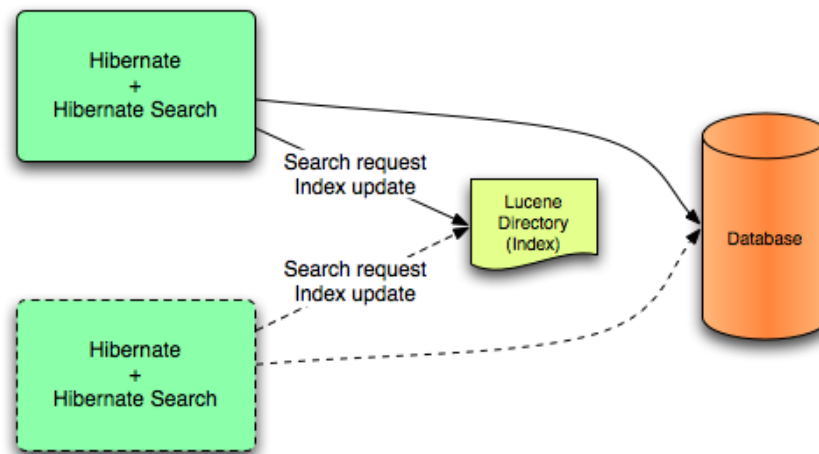 Hibernate
+
Hibernate Search
Search request
Index update
Lucene
Directory
(Index)
Database
Search request
Index update
Hibernate
+
Hibernate Search